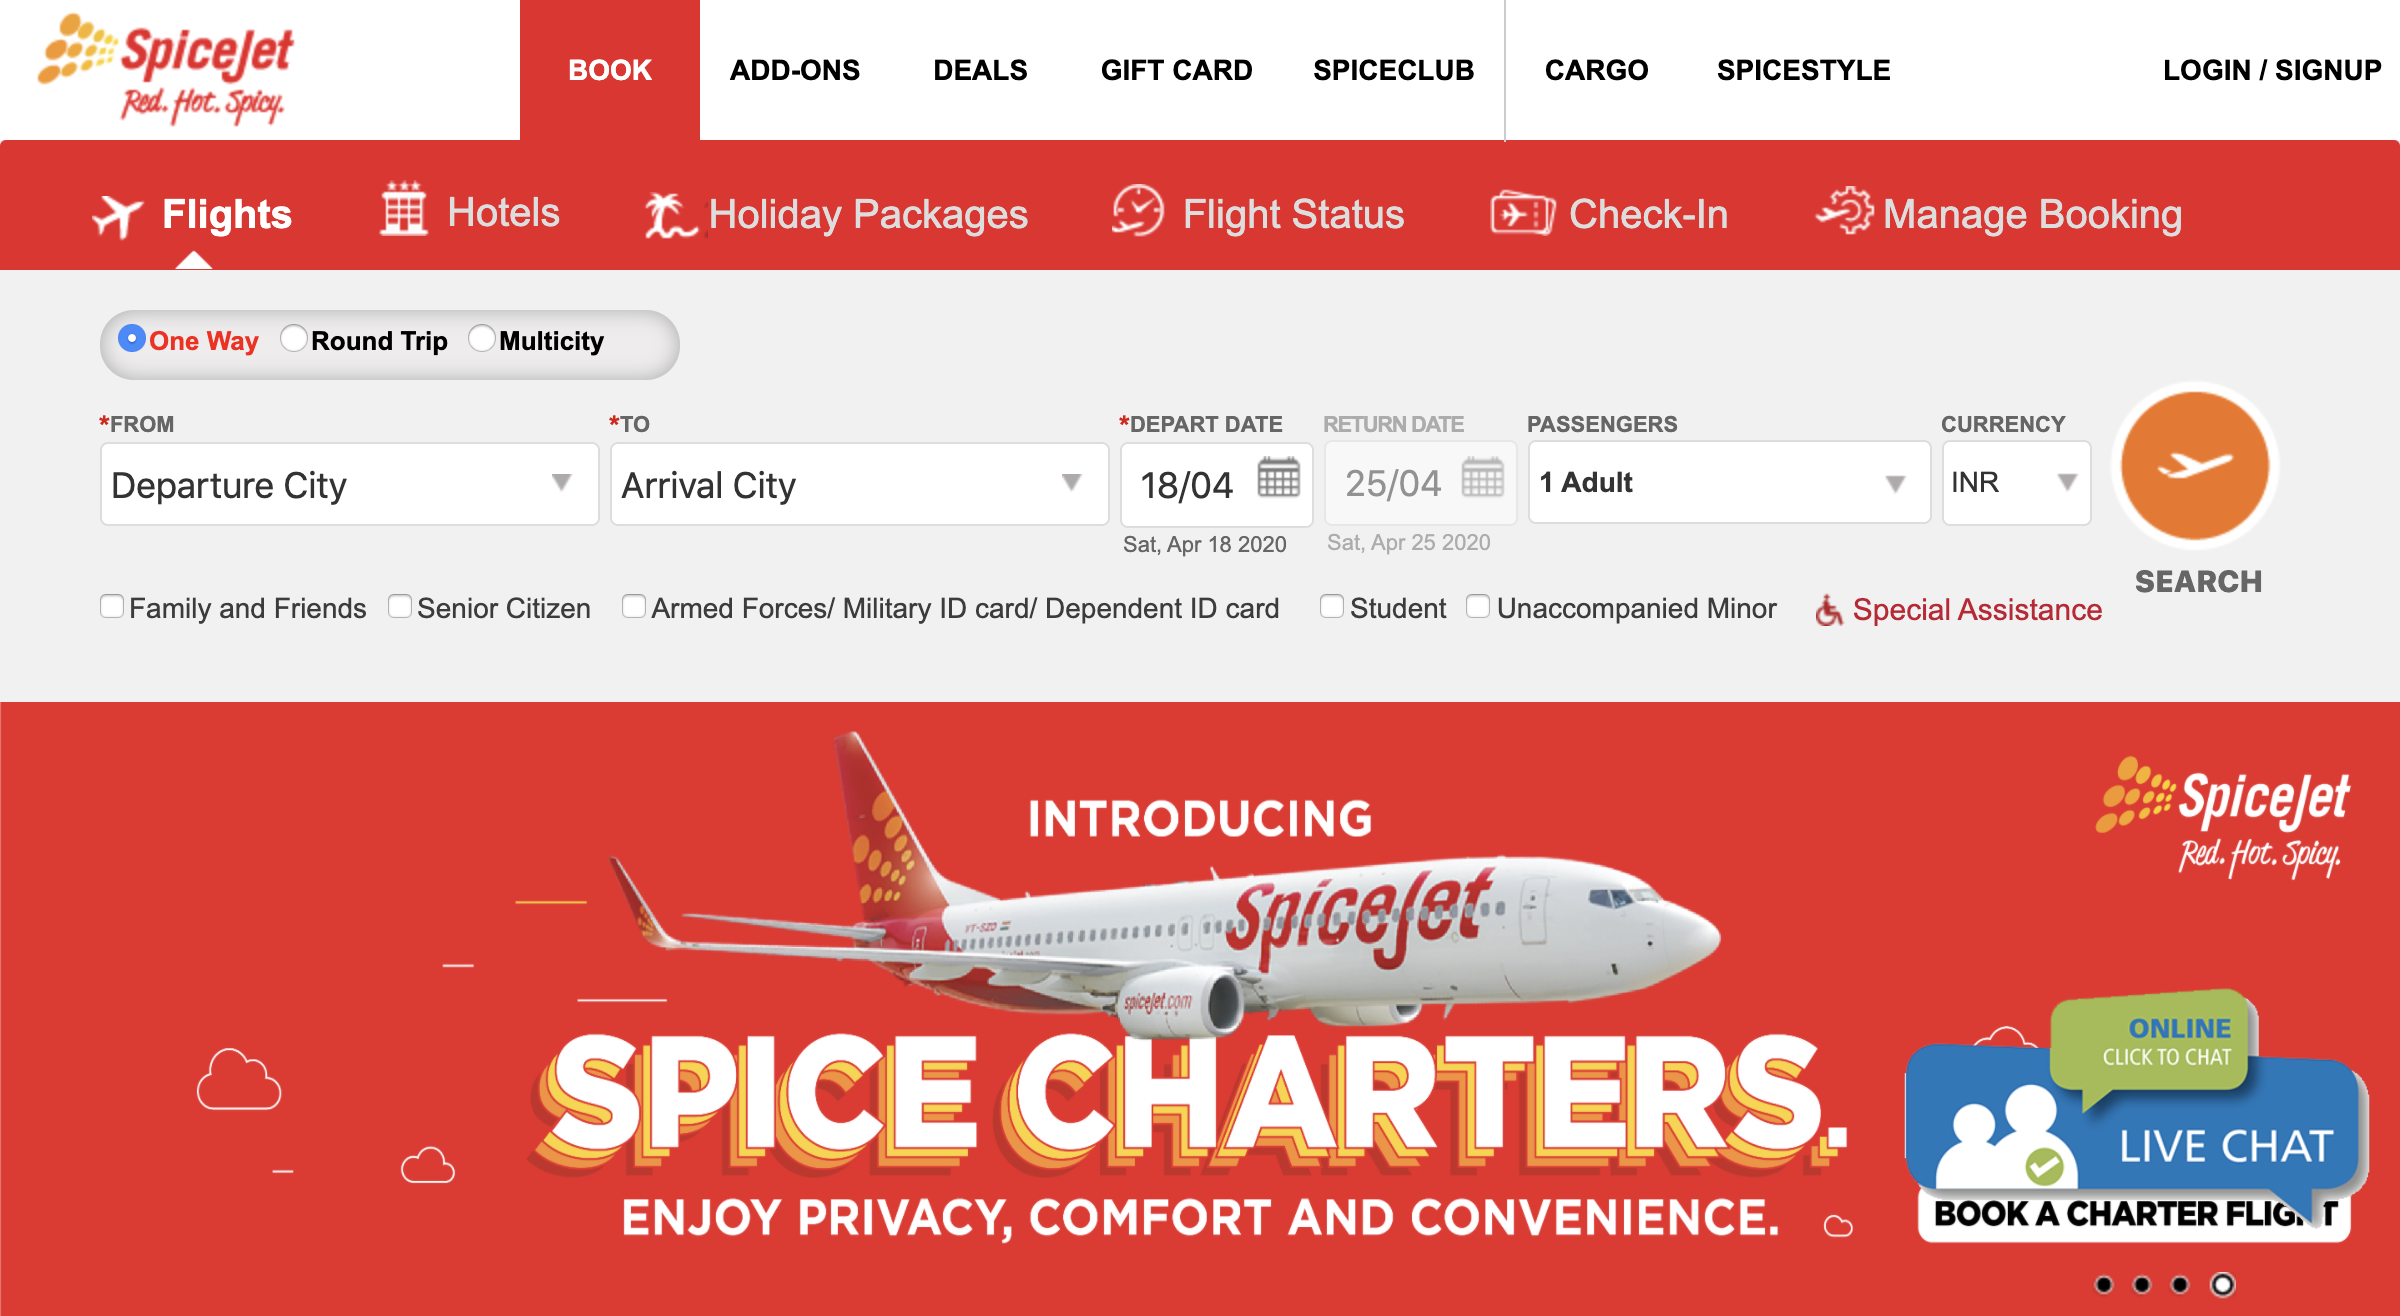 SpiceJet
Red. Hot. Spicy.
BOOK ADD-ONS DEALS GIFT CARD SPICECLUB CARGO SPICESTYLE LOGIN / SIGNUP
Flights Hotels Holiday Packages Flight Status Check-In Manage Booking
One Way Round Trip Multicity
*FROM *TO *DEPART DATE RETURN DATE PASSENGERS CURRENCY
Departure City Arrival City 18/04 25/04 1 Adult INR
Sat, Apr 18 2020 Sat, Apr 25 2020
SEARCH
Family and Friends Senior Citizen Armed Forces/ Military ID card/ Dependent ID card Student Unaccompanied Minor Special Assistance
SpiceJet
Red. Hot. Spicy.
INTRODUCING
SpiceJet
VT-SZD
spicejet.com
SPICE CHARTERS.
ENJOY PRIVACY, COMFORT AND CONVENIENCE.
ONLINE
CLICK TO CHAT
LIVE CHAT
BOOK A CHARTER FLIGHT